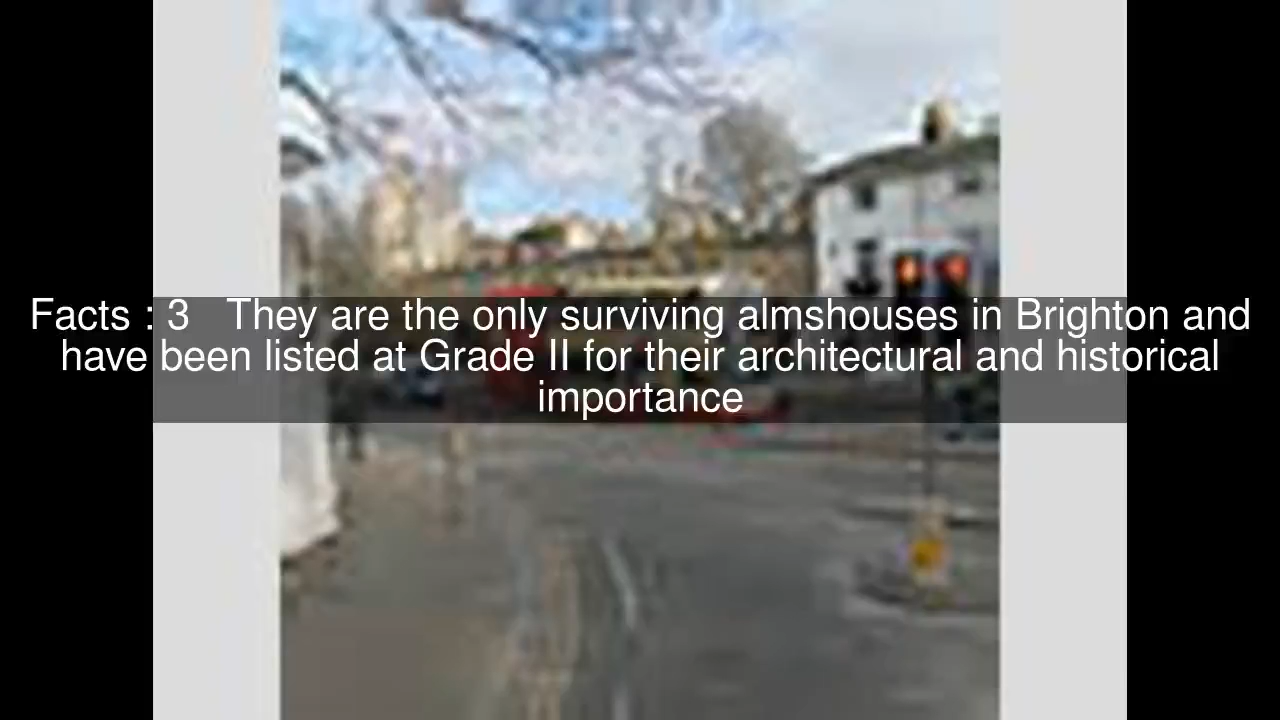 Facts : 3   They are the only surviving almshouses in Brighton and
have been listed at Grade II for their architectural and historical
importance